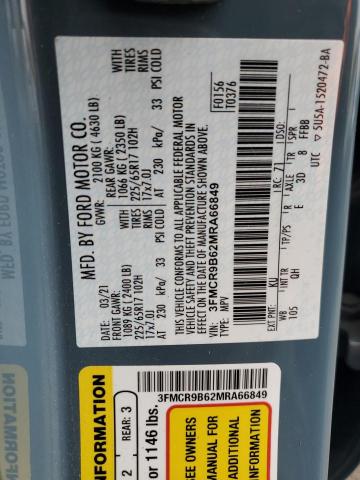 MFD. BY FORD MOTOR CO.
GVWR: 2100 KG ( 4630 LB)
03/21
FRONT GAWR: 1089 KG ( 2400 LB) REAR GAWR: 1066 KG ( 2350 LB)
225/65R17 102H TIRES 225/65R17 102H TIRES
17x7.0J RIMS 17x7.0J RIMS
AT 230 kPa/ 33 PSI COLD AT 230 kPa/ 33 PSI COLD
THIS VEHICLE CONFORMS TO ALL APPLICABLE FEDERAL MOTOR
VEHICLE SAFETY AND THEFT PREVENTION STANDARDS IN
EFFECT ON THE DATE OF MANUFACTURE SHOWN ABOVE.
VIN: 3FMCR9B62MRA66849
TYPE: MPV
F0156
T0376
EXT PNT: KU RC: 71 DSO:
WB INT TR TP/PS R AXLE TR SPR
105 QH E 3D 8 FFBB
UTC 5U5A-1520472-BA
3FMCR9B62MRA66849
INFORMATION
2 REAR: 3
or 1146 lbs.
SEE OWNERS
MANUAL FOR
ADDITIONAL